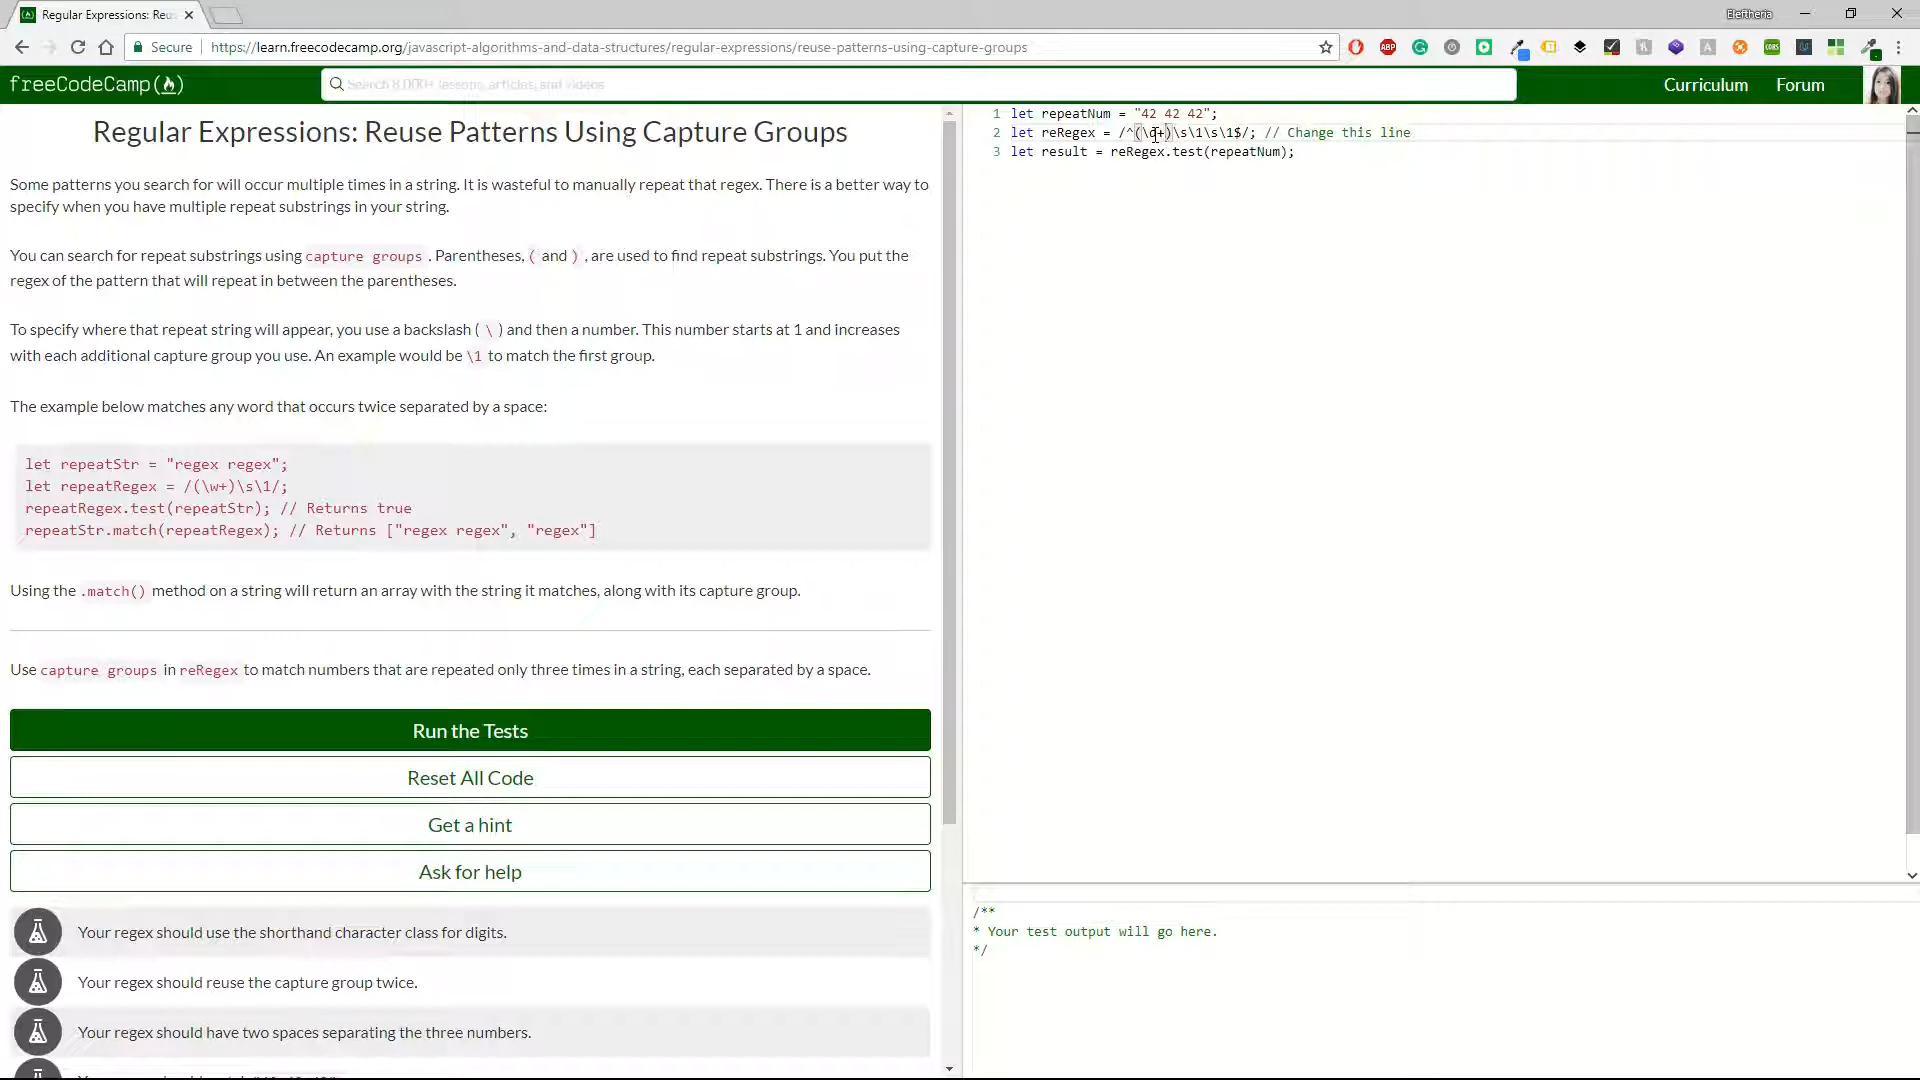 Regular Expressions: Reu
Eleftheria
Secure
https://learn.freecodecamp.org/javascript-algorithms-and-data-structures/regular-expressions/reuse-patterns-using-capture-groups
ABP
freeCodeCamp
Search 8,000+ lessons, articles, and videos
Curriculum
Forum
Regular Expressions: Reuse Patterns Using Capture Groups
Some patterns you search for will occur multiple times in a string. It is wasteful to manually repeat that regex. There is a better way to
specify when you have multiple repeat substrings in your string.
You can search for repeat substrings using capture groups . Parentheses, ( and ) , are used to find repeat substrings. You put the
regex of the pattern that will repeat in between the parentheses.
To specify where that repeat string will appear, you use a backslash ( \ ) and then a number. This number starts at 1 and increases
with each additional capture group you use. An example would be \1 to match the first group.
The example below matches any word that occurs twice separated by a space:
let repeatStr = "regex regex";
let repeatRegex = /(\w+)\s\1/;
repeatRegex.test(repeatStr); // Returns true
repeatStr.match(repeatRegex); // Returns ["regex regex", "regex"]
Using the .match() method on a string will return an array with the string it matches, along with its capture group.
Use capture groups in reRegex to match numbers that are repeated only three times in a string, each separated by a space.
Run the Tests
Reset All Code
Get a hint
Ask for help
Your regex should use the shorthand character class for digits.
Your regex should reuse the capture group twice.
Your regex should have two spaces separating the three numbers.
1 let repeatNum = "42 42 42";
2 let reRegex = /^(\d+)\s\1\s\1$/; // Change this line
3 let result = reRegex.test(repeatNum);
/**
* Your test output will go here.
*/